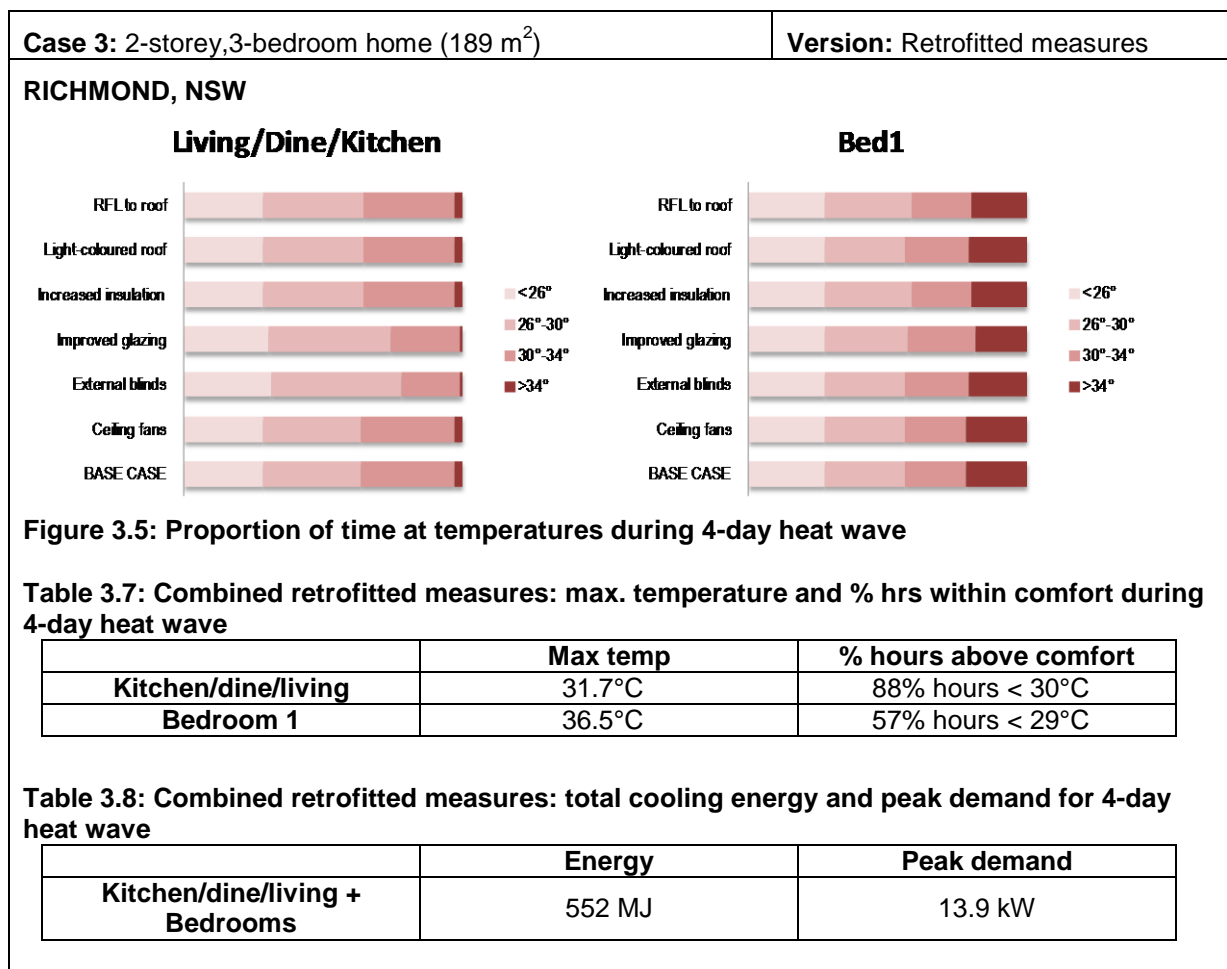 Case 3: 2-storey,3-bedroom home (189 m²)
Version: Retrofitted measures
RICHMOND, NSW
Living/Dine/Kitchen
RFL to roof
Light-coloured roof
Increased insulation
Improved glazing
External blinds
Ceiling fans
BASE CASE
<26°
26°-30°
30°-34°
>34°
Bed1
RFL to roof
Light-coloured roof
Increased insulation
Improved glazing
External blinds
Ceiling fans
BASE CASE
<26°
26°-30°
30°-34°
>34°
Figure 3.5: Proportion of time at temperatures during 4-day heat wave
Table 3.7: Combined retrofitted measures: max. temperature and % hrs within comfort during
4-day heat wave
Max temp % hours above comfort
Kitchen/dine/living 31.7°C 88% hours < 30°C
Bedroom 1 36.5°C 57% hours < 29°C
Table 3.8: Combined retrofitted measures: total cooling energy and peak demand for 4-day
heat wave
Energy Peak demand
Kitchen/dine/living +
Bedrooms
552 MJ 13.9 kW